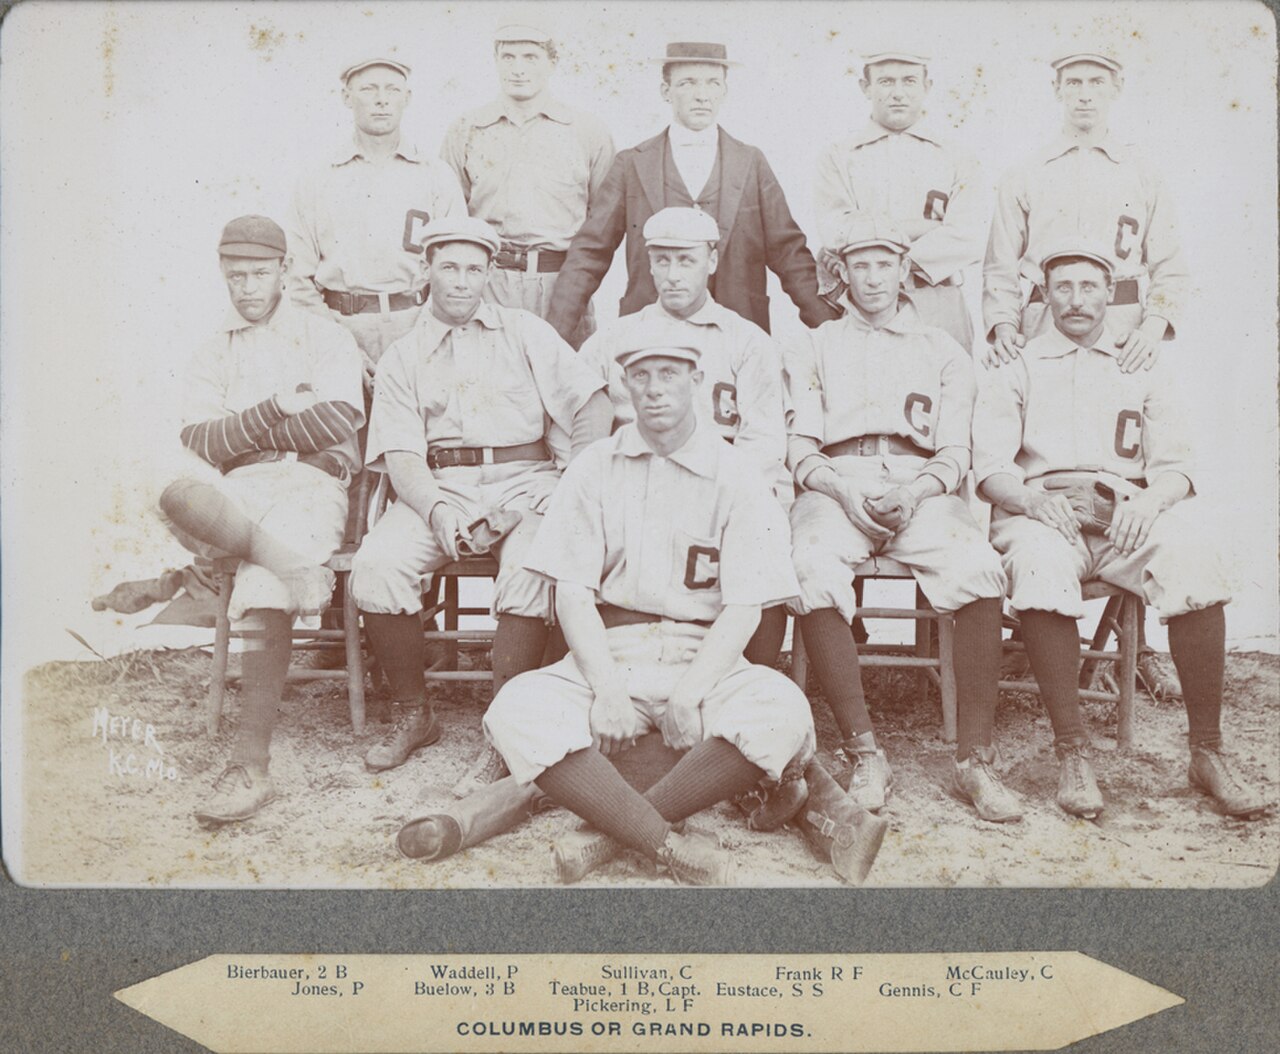 C
C
C
C
C
C
C
MEYER
K.C. Mo.
Bierbauer, 2 B Waddell, P Sullivan, C Frank R F McCauley, C
Jones, P Buelow, 3 B Teabue, 1 B, Capt. Eustace, S S Gennis, C F
Pickering, L F
COLUMBUS OR GRAND RAPIDS.